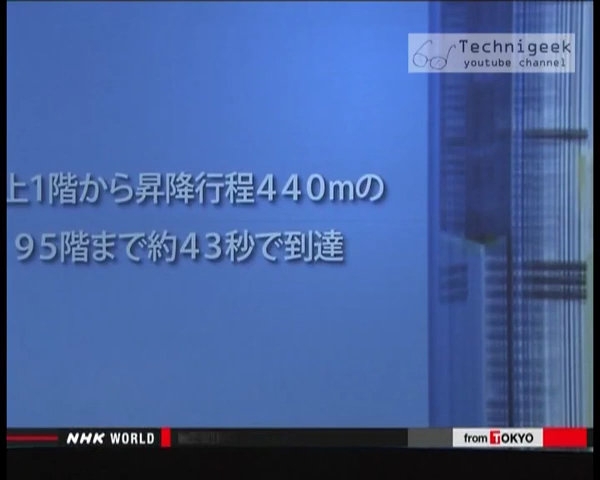 Technigeek
youtube channel
上1階から昇降行程440mの
95階まで約43秒で到達
NHK WORLD
from TOKYO